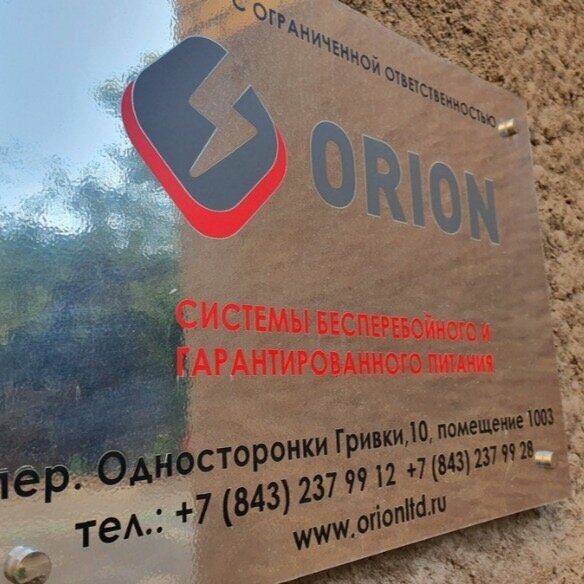 С ОГРАНИЧЕННОЙ ОТВЕТСТВЕННОСТЬЮ
ORION
СИСТЕМЫ БЕСПЕРЕБОЙНОГО И
ГАРАНТИРОВАННОГО ПИТАНИЯ
пер. Односторонки Гривки,10, помещение 1003
тел.: +7 (843) 237 99 12 +7 (843) 237 99 28
www.orionltd.ru